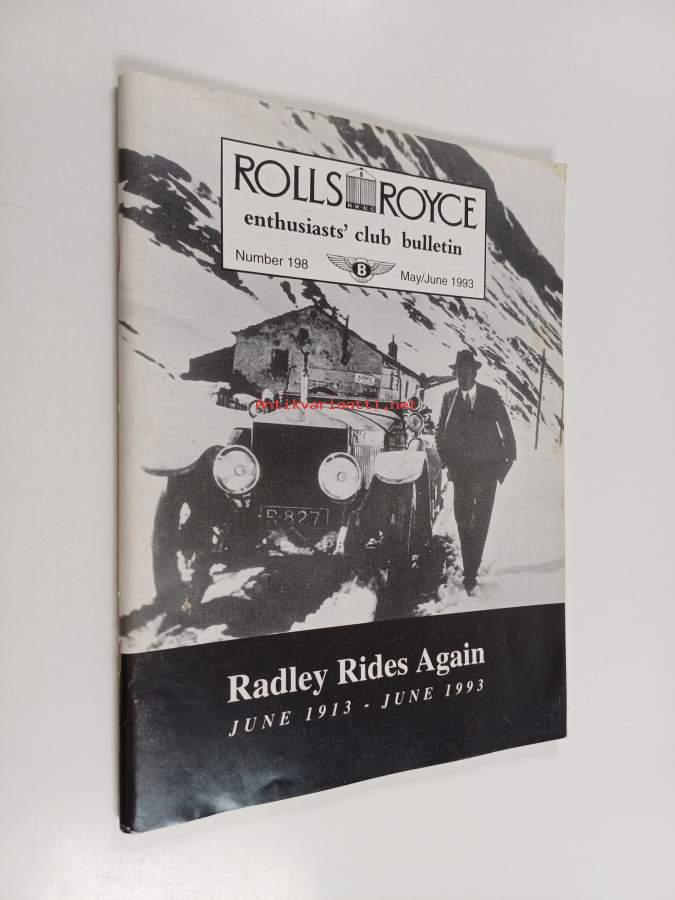 ROLLS ROYCE
enthusiasts' club bulletin
Number 198
B
May/June 1993
Antikvariaatti.net
R-827
Radley Rides Again
JUNE 1913 - JUNE 1993